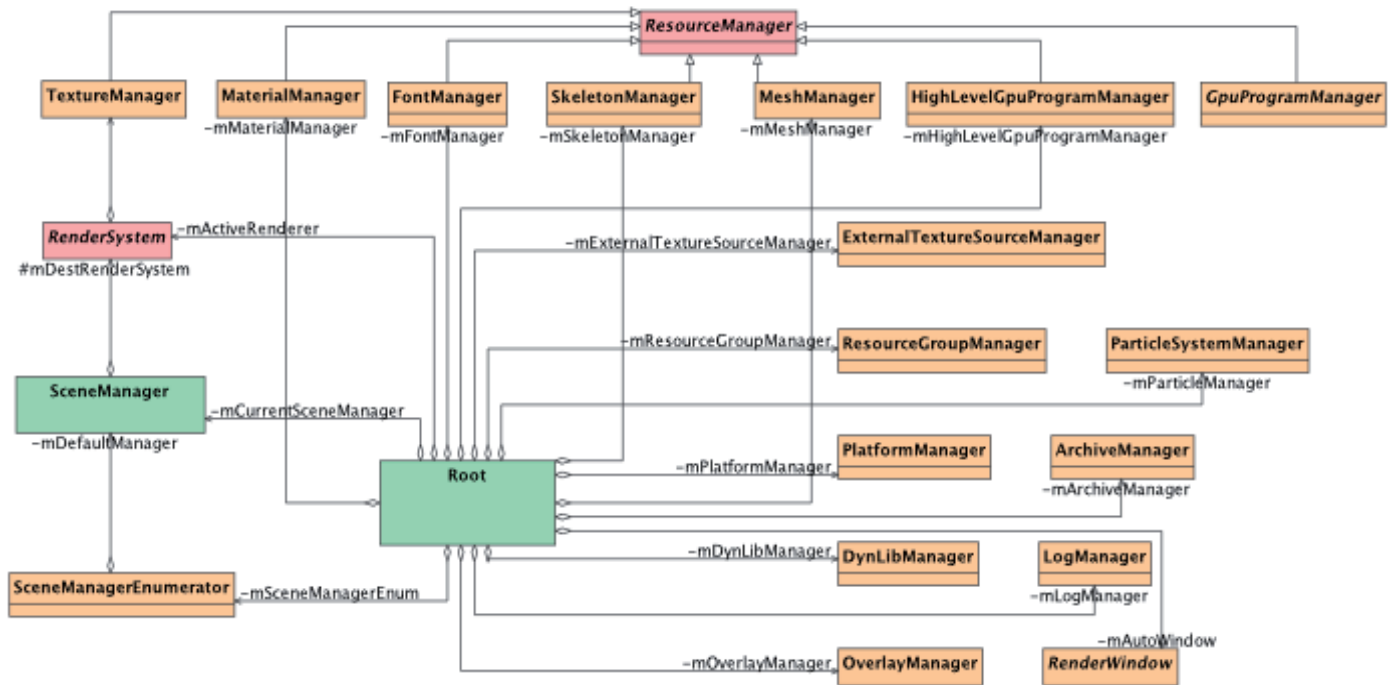 ResourceManager
TextureManager
MaterialManager
FontManager
SkeletonManager
MeshManager
HighLevelGpuProgramManager
GpuProgramManager
-mMaterialManager
-mFontManager
-mSkeletonManager
-mMeshManager
-mHighLevelGpuProgramManager
RenderSystem
-mActiveRenderer
-mExternalTextureSourceManager
ExternalTextureSourceManager
#mDestRenderSystem
-mResourceGroupManager
ResourceGroupManager
ParticleSystemManager
-mParticleManager
SceneManager
-mCurrentSceneManager
-mDefaultManager
Root
-mPlatformManager
PlatformManager
ArchiveManager
-mArchiveManager
-mDynLibManager
DynLibManager
LogManager
-mLogManager
SceneManagerEnumerator
-mSceneManagerEnum
-mAutoWindow
-mOverlayManager
OverlayManager
RenderWindow